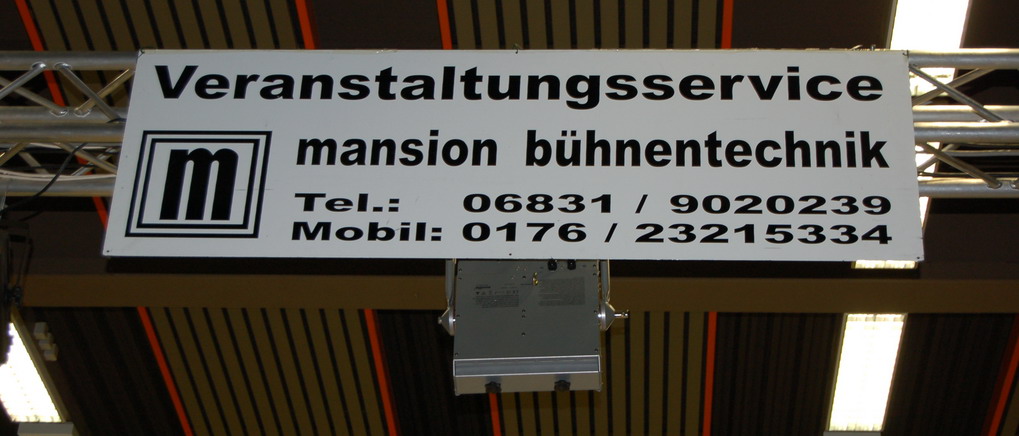 Veranstaltungsservice
m
mansion bühnentechnik
Tel.: 06831 / 9020239
Mobil: 0176 / 23215334